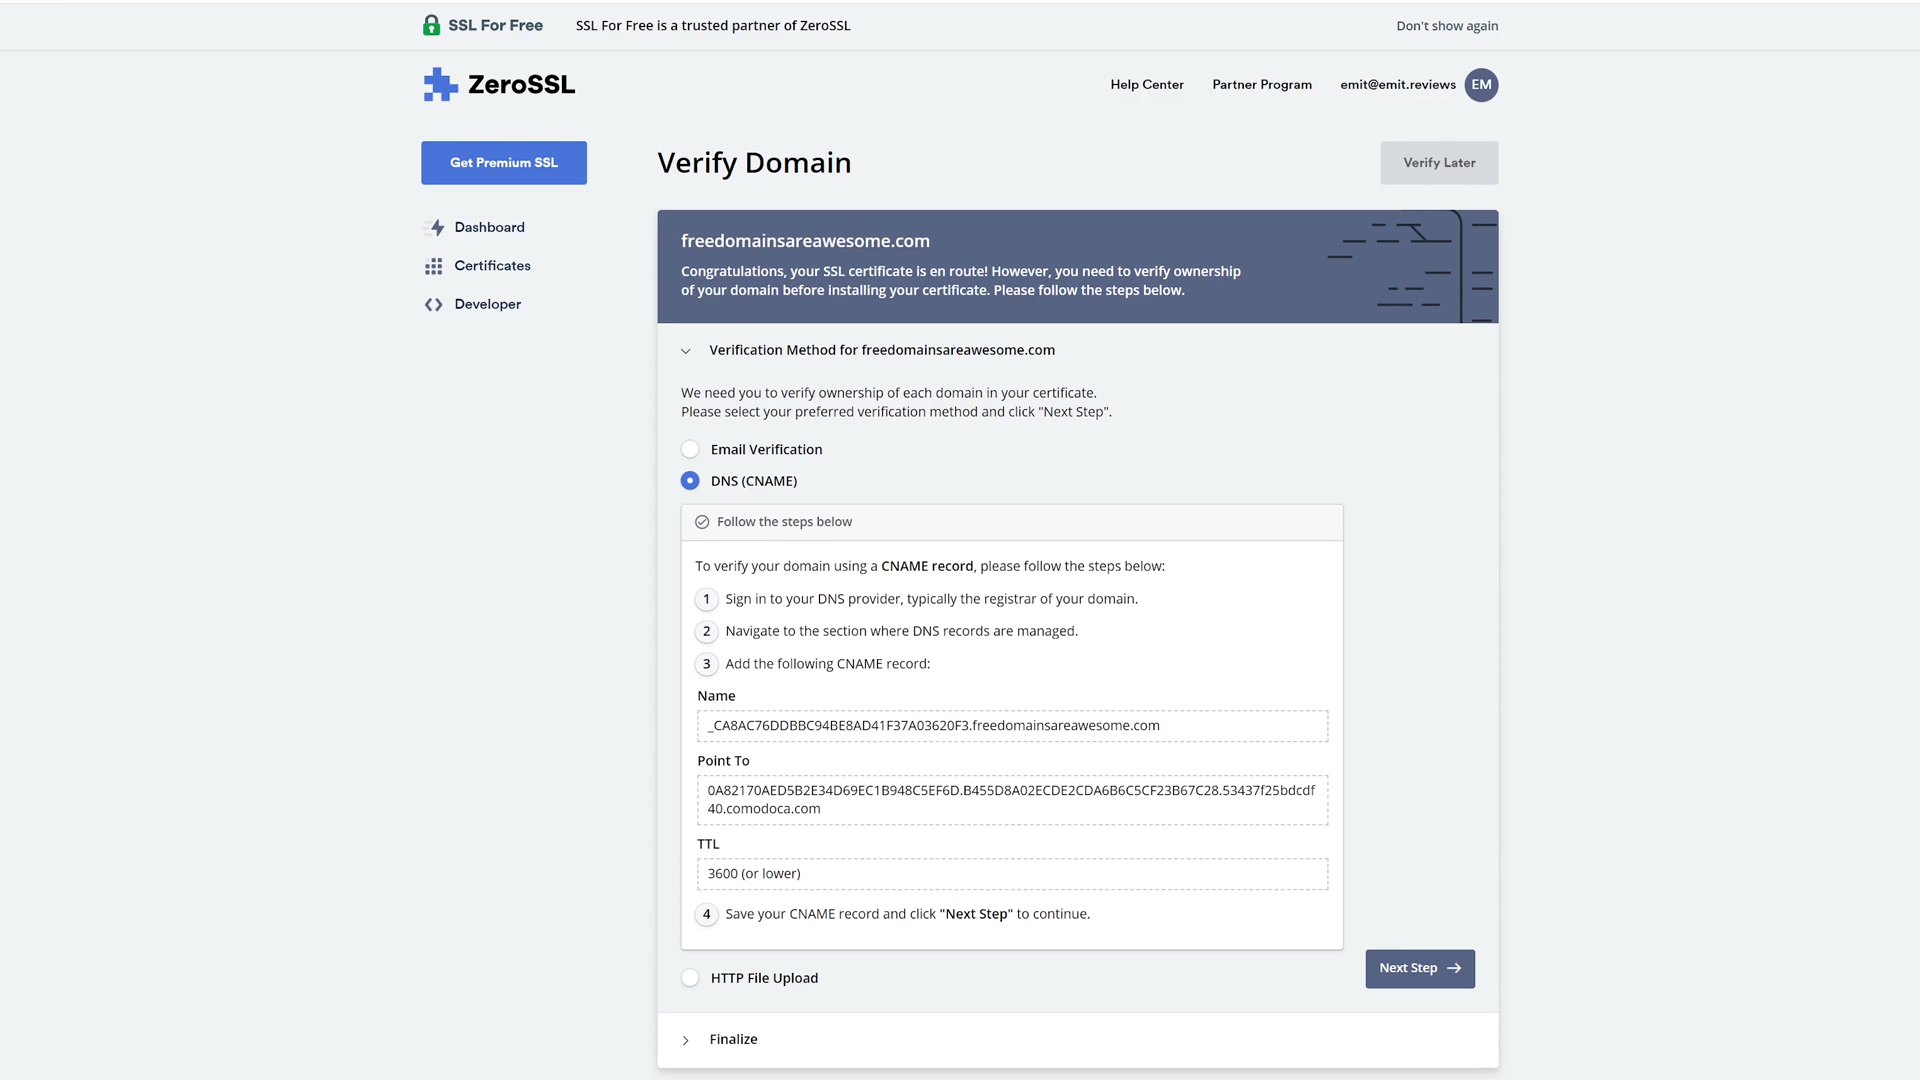 SSL For Free
SSL For Free is a trusted partner of ZeroSSL
Don't show again
ZeroSSL
Help Center
Partner Program
emit@emit.reviews
EM
Get Premium SSL
Verify Domain
Verify Later
Dashboard
Certificates
Developer
freedomainsareawesome.com
Congratulations, your SSL certificate is en route! However, you need to verify ownership
of your domain before installing your certificate. Please follow the steps below.
Verification Method for freedomainsareawesome.com
We need you to verify ownership of each domain in your certificate.
Please select your preferred verification method and click "Next Step".
Email Verification
DNS (CNAME)
Follow the steps below
To verify your domain using a CNAME record, please follow the steps below:
1 Sign in to your DNS provider, typically the registrar of your domain.
2 Navigate to the section where DNS records are managed.
3 Add the following CNAME record:
Name
_CA8AC76DDBBC94BE8AD41F37A03620F3.freedomainsareawesome.com
Point To
0A82170AED5B2E34D69EC1B948C5EF6D.B455D8A02ECDE2CDA6B6C5CF23B67C28.53437f25bdcdf
40.comodoca.com
TTL
3600 (or lower)
4 Save your CNAME record and click "Next Step" to continue.
HTTP File Upload
Next Step
Finalize